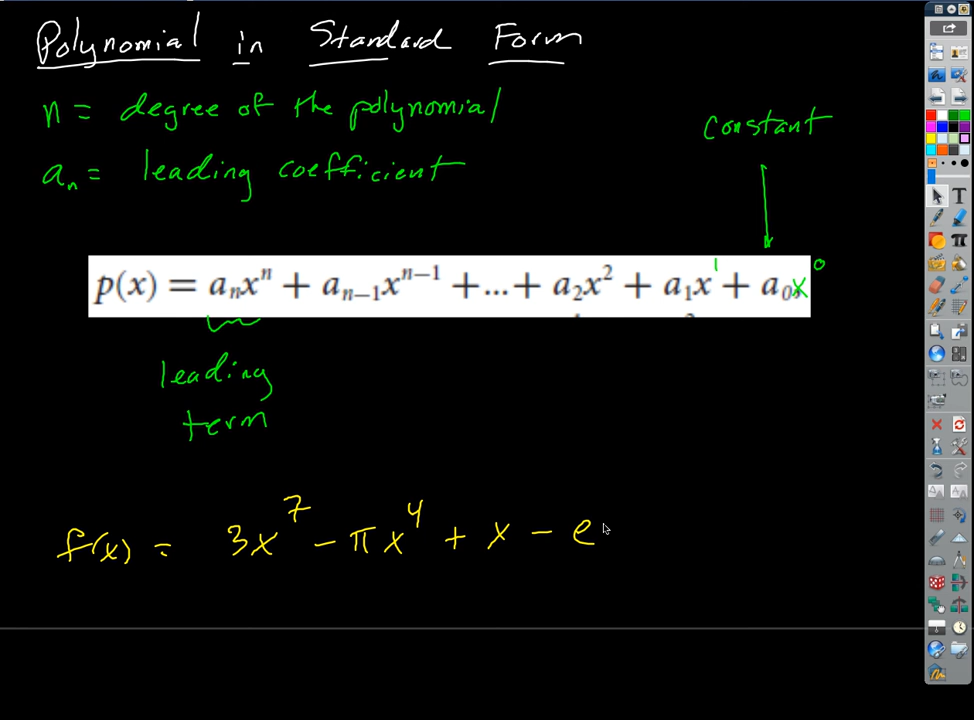 Polynomial in Standard Form
n = degree of the polynomial
aₙ = leading coefficient
constant
p(x) = aₙxⁿ + aₙ₋₁xⁿ⁻¹ +...+ a₂x² + a₁x¹ + a₀x⁰
leading
term
f(x) = 3x⁷ - πx⁴ + x - e